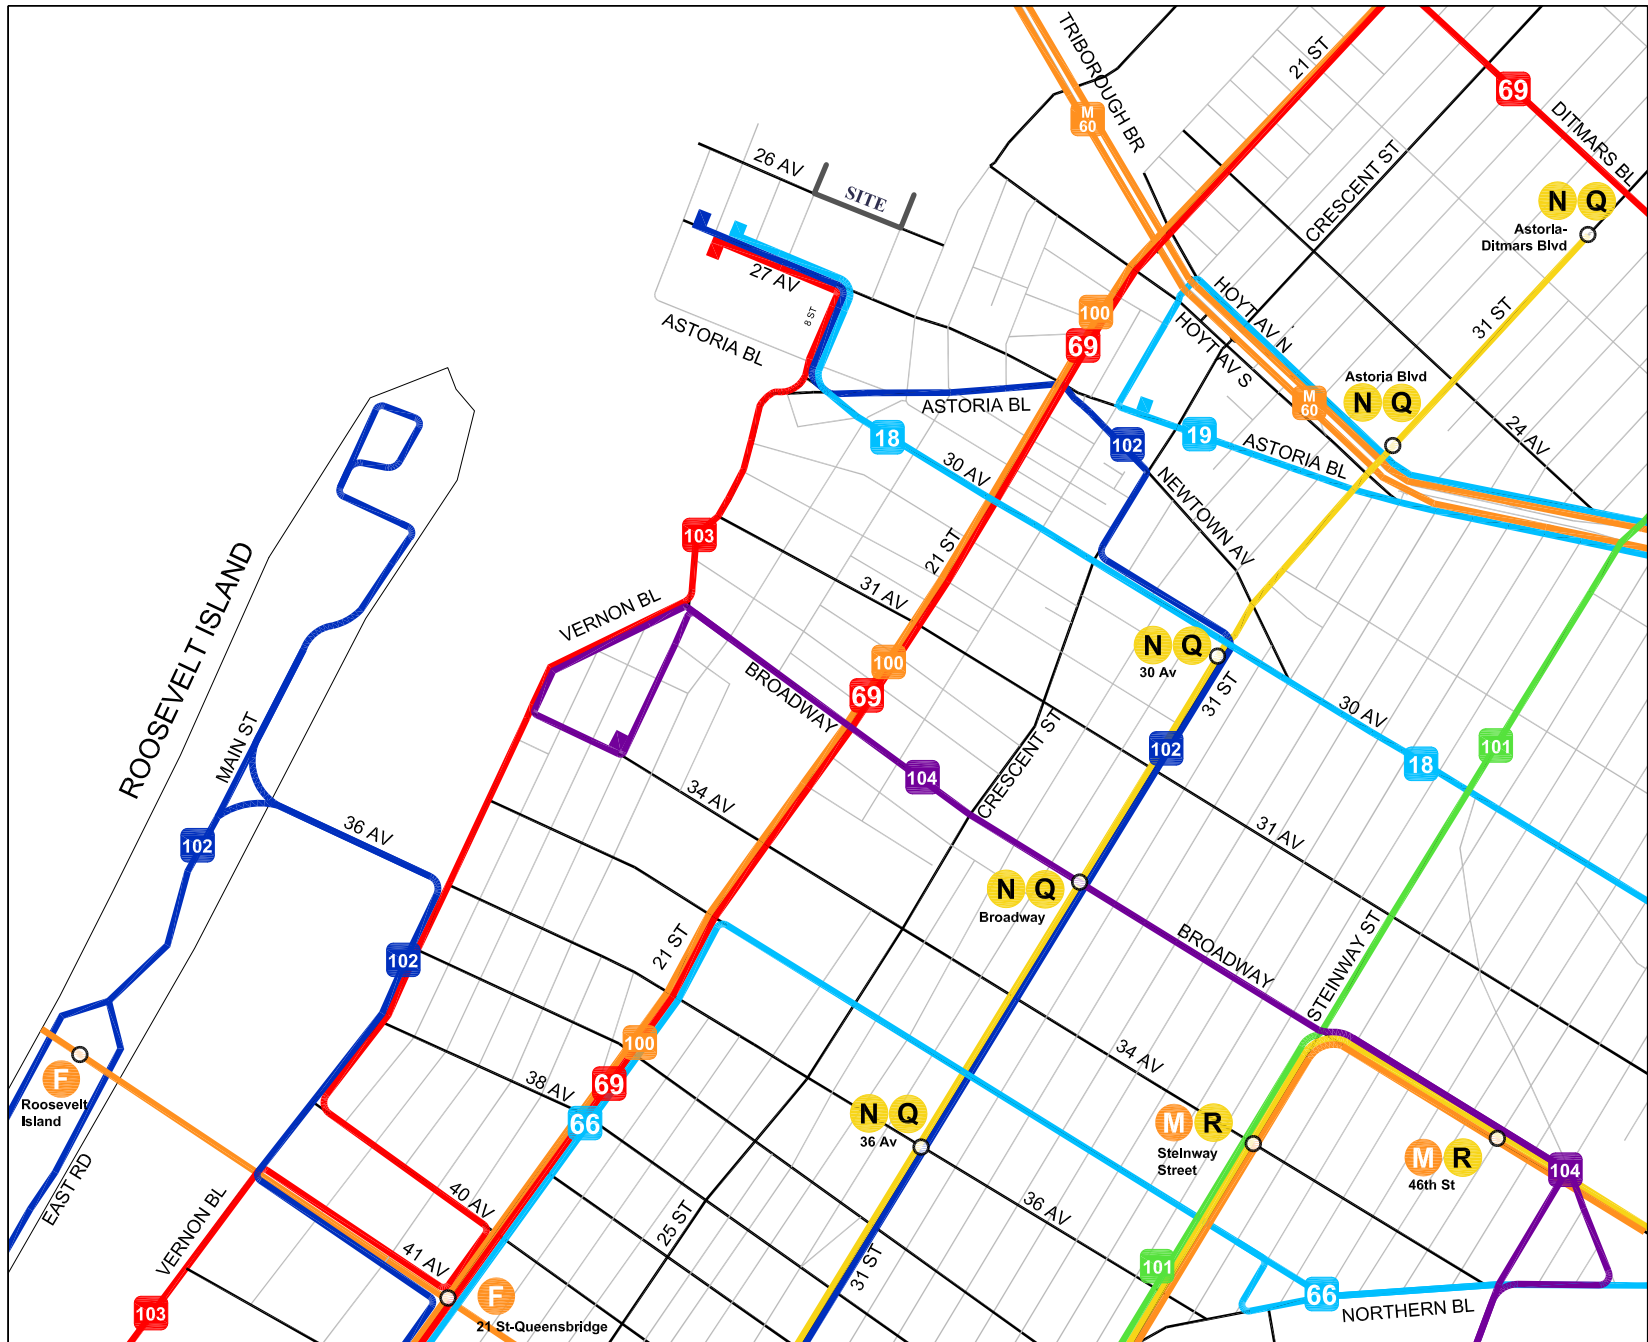 TRIBOROUGH BR
21 ST
69
DITMARS BL
M
60
CRESCENT ST
26 AV
SITE
N Q
Astoria-
Ditmars Blvd
27 AV
8 ST
ASTORIA BL
100
69
HOYT AV N
HOYT AV S
31 ST
Astoria Blvd
N Q
M
60
ASTORIA BL
18
102
19
ASTORIA BL
24 AV
30 AV
NEWTOWN AV
103
21 ST
31 AV
ROOSEVELT ISLAND
VERNON BL
N Q
30 Av
100
69
BROADWAY
31 ST
30 AV
MAIN ST
102
101
18
104
CRESCENT ST
34 AV
36 AV
102
31 AV
N Q
Broadway
BROADWAY
STEINWAY ST
21 ST
102
100
34 AV
F
Roosevelt
Island
38 AV
69
66
N Q
36 Av
M R
Steinway
Street
M R
46th St
104
EAST RD
VERNON BL
40 AV
25 ST
36 AV
41 AV
31 ST
101
103
F
21 St-Queensbridge
66
NORTHERN BL